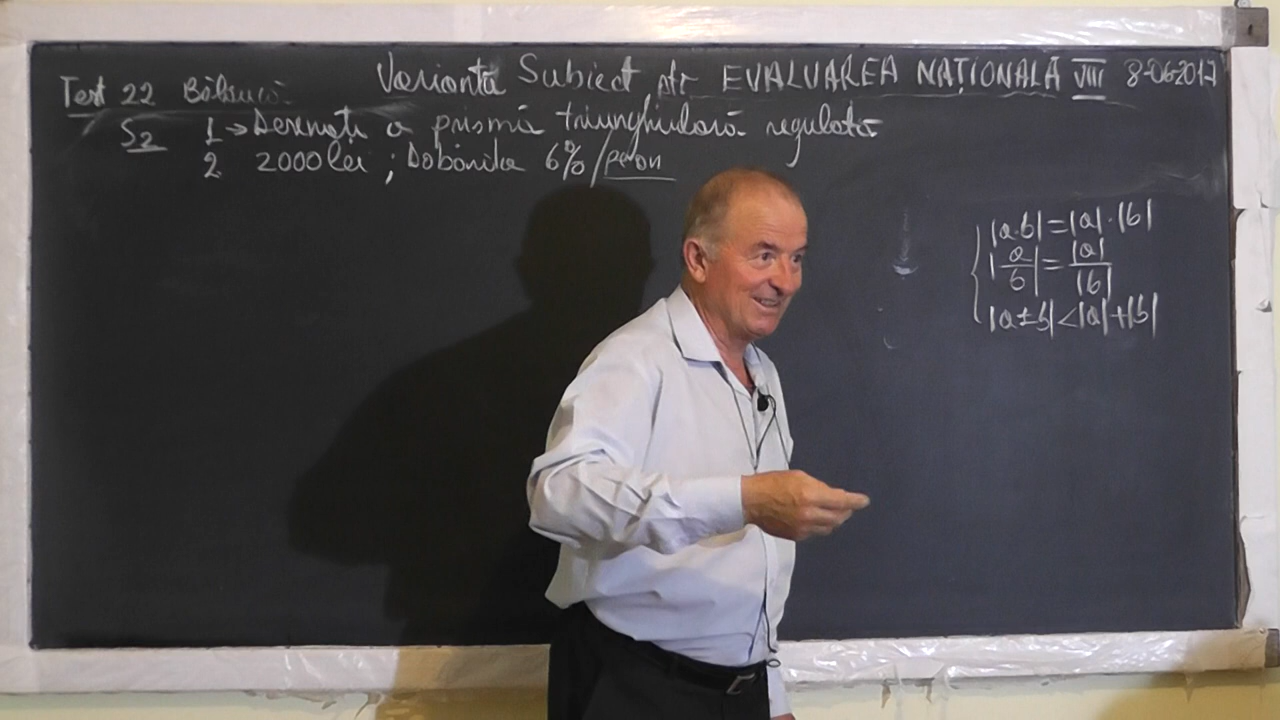 Varianta Subiect ptr EVALUAREA NAȚIONALĂ VIII 8-06-2017
Test 22
S2 1 → Desenați o prismă triunghiulară regulată
2. 2000 lei ; Dobânda 6% / pe an
|a·b| = |a|·|b|
|a/b| = |a|/|b|
|a±b| < |a|+|b|